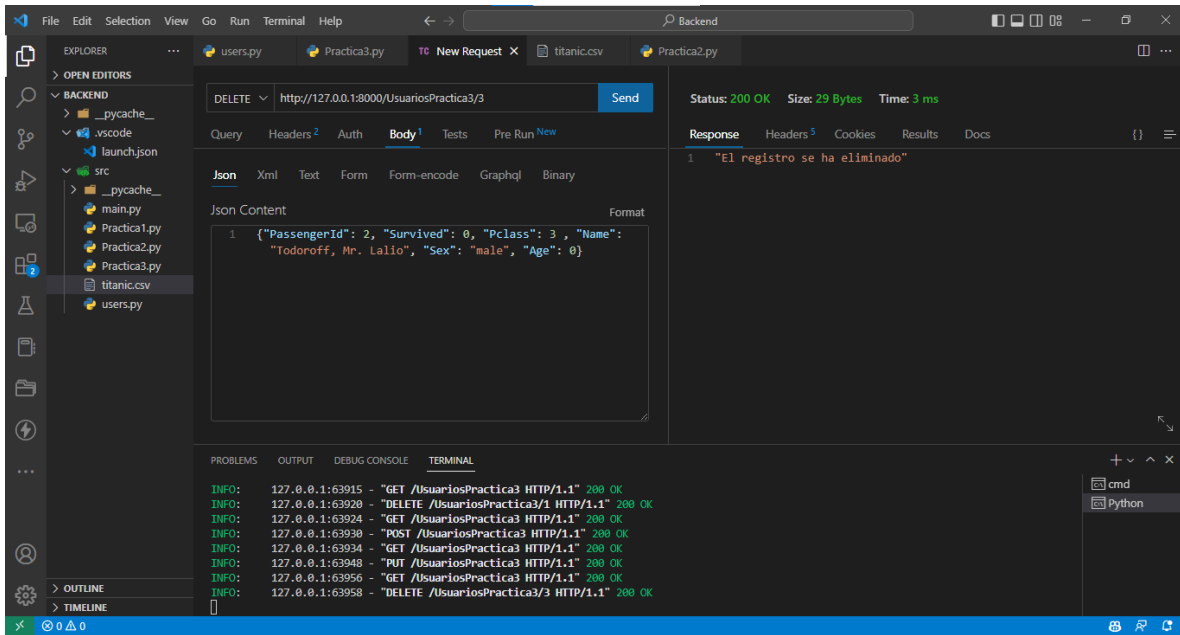 File Edit Selection View Go Run Terminal Help
Backend
EXPLORER
OPEN EDITORS
BACKEND
__pycache__
.vscode
launch.json
src
__pycache__
main.py
Practica1.py
Practica2.py
Practica3.py
titanic.csv
users.py
OUTLINE
TIMELINE
users.py Practica3.py TC New Request titanic.csv Practica2.py
DELETE http://127.0.0.1:8000/UsuariosPractica3/3 Send
Query Headers 2 Auth Body 1 Tests Pre Run New
Json Xml Text Form Form-encode Graphql Binary
Json Content Format
1 {"PassengerId": 2, "Survived": 0, "Pclass": 3 , "Name":
"Todoroff, Mr. Lalio", "Sex": "male", "Age": 0}
Status: 200 OK Size: 29 Bytes Time: 3 ms
Response Headers 5 Cookies Results Docs {}
1 "El registro se ha eliminado"
PROBLEMS OUTPUT DEBUG CONSOLE TERMINAL
INFO: 127.0.0.1:63915 - "GET /UsuariosPractica3 HTTP/1.1" 200 OK
INFO: 127.0.0.1:63920 - "DELETE /UsuariosPractica3/1 HTTP/1.1" 200 OK
INFO: 127.0.0.1:63924 - "GET /UsuariosPractica3 HTTP/1.1" 200 OK
INFO: 127.0.0.1:63930 - "POST /UsuariosPractica3 HTTP/1.1" 200 OK
INFO: 127.0.0.1:63934 - "GET /UsuariosPractica3 HTTP/1.1" 200 OK
INFO: 127.0.0.1:63948 - "PUT /UsuariosPractica3 HTTP/1.1" 200 OK
INFO: 127.0.0.1:63956 - "GET /UsuariosPractica3 HTTP/1.1" 200 OK
INFO: 127.0.0.1:63958 - "DELETE /UsuariosPractica3/3 HTTP/1.1" 200 OK
cmd
Python
2
0 0